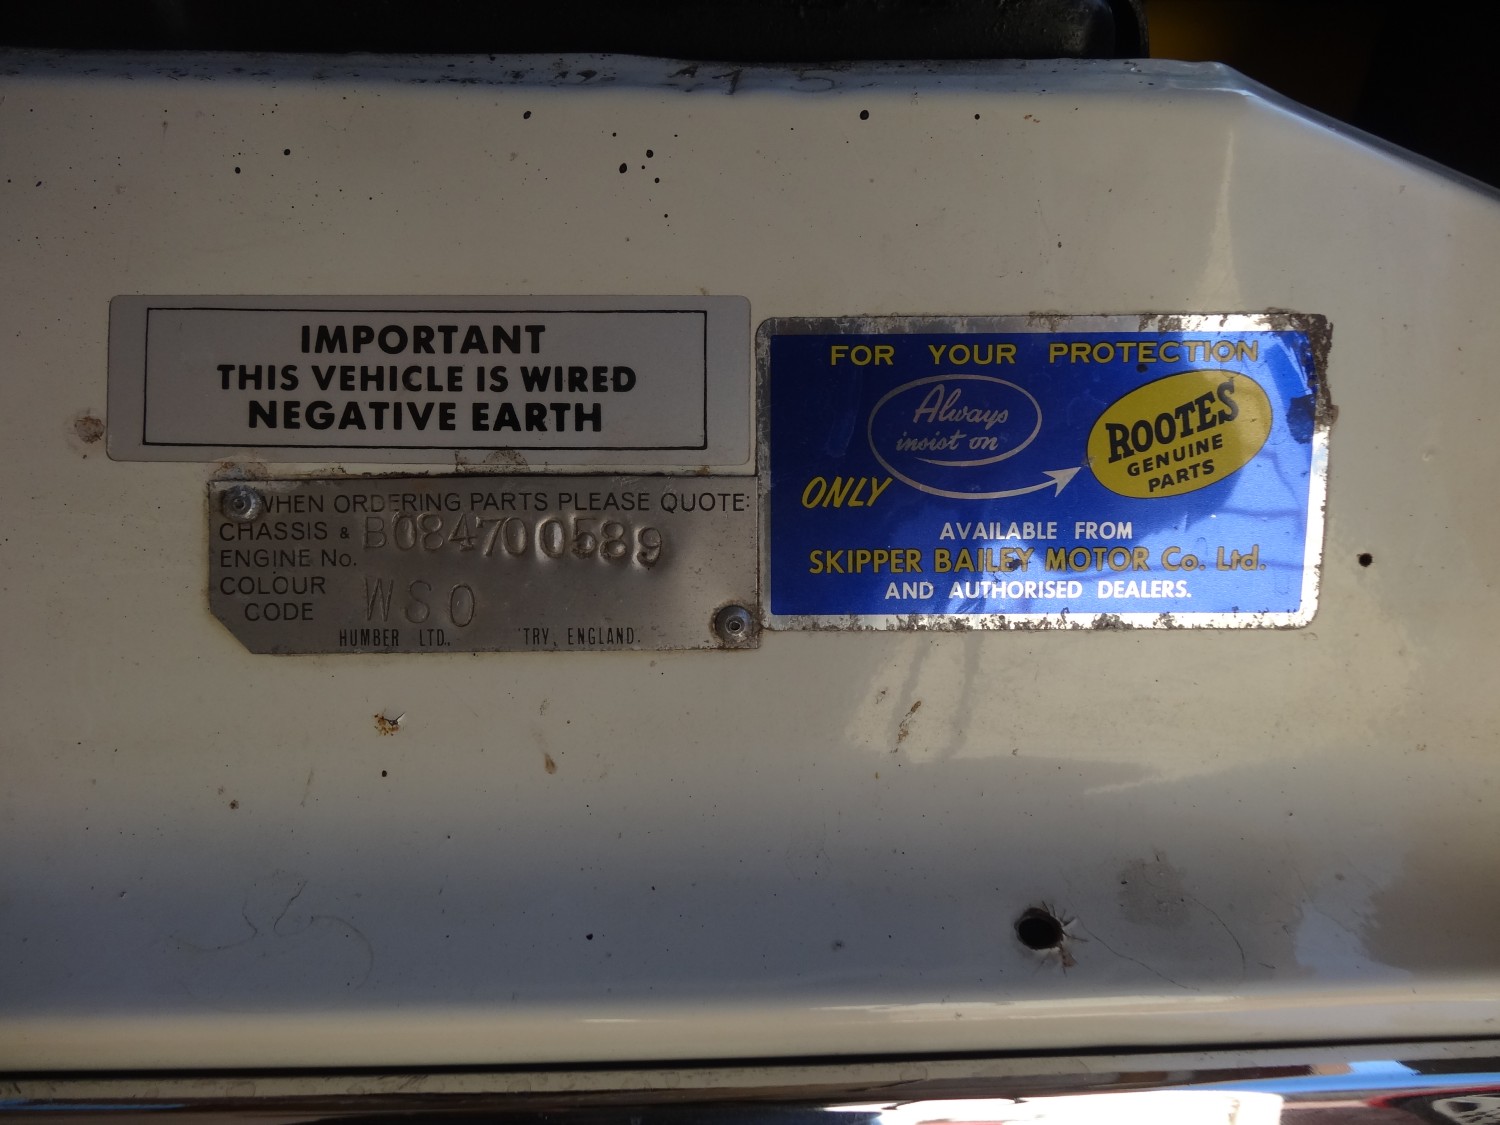 IMPORTANT
THIS VEHICLE IS WIRED
NEGATIVE EARTH
WHEN ORDERING PARTS PLEASE QUOTE:
CHASSIS &
ENGINE No.
B084700589
COLOUR
CODE
WSO
HUMBER LTD., 'TRY, ENGLAND.
FOR YOUR PROTECTION
Always
insist on
ONLY
ROOTES
GENUINE
PARTS
AVAILABLE FROM
SKIPPER BAILEY MOTOR Co. Ltd.
AND AUTHORISED DEALERS.